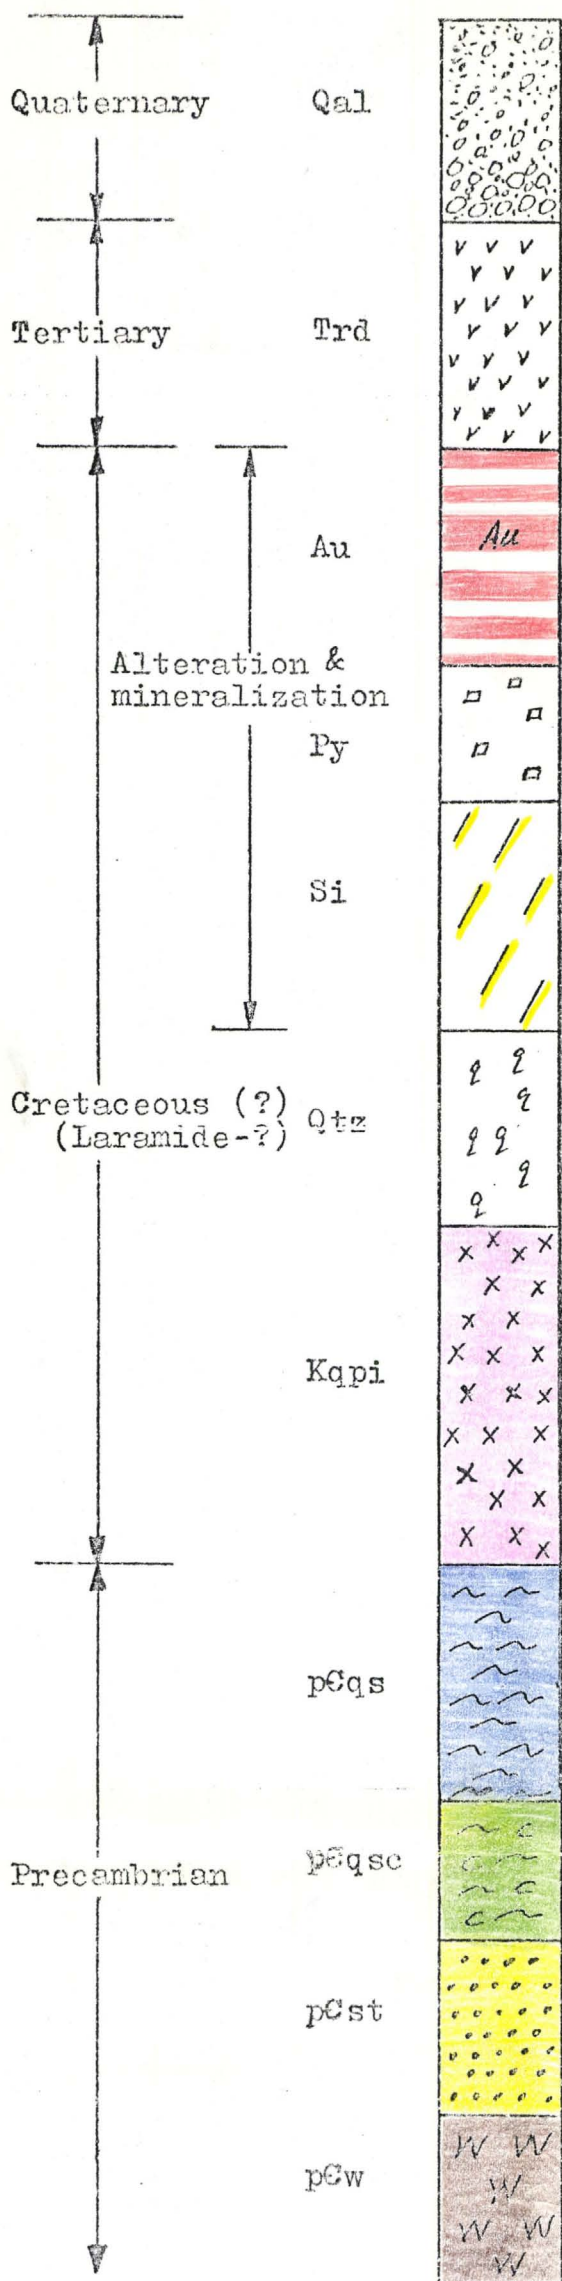 Quaternary Qal
Tertiary Trd
Au
Au
Alteration &
mineralization
Py
Si
Cretaceous (?)
(Laramide-?) Qtz
Kqpi
p€qs
p€qsc
Precambrian
p€st
p€w